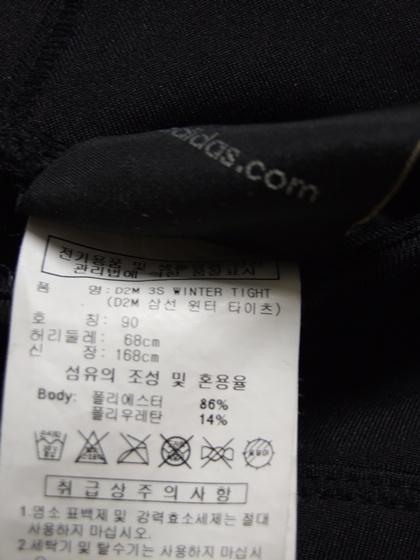 adidas.com
전기용품 및 생활용품 안전
관리법에 의한 품질표시
품 명 : D2M 3S WINTER TIGHT
(D2M 삼선 윈터 타이츠)
호 칭 : 90
허리둘레 : 68cm
신 장 : 168cm
섬유의 조성 및 혼용율
Body: 폴리에스터 86%
폴리우레탄 14%
취급상주의사항
1.염소 표백제 및 강력효소세제는 절대
사용하지 마십시오.
2.세탁기 및 탈수기는 사용하지 마십시